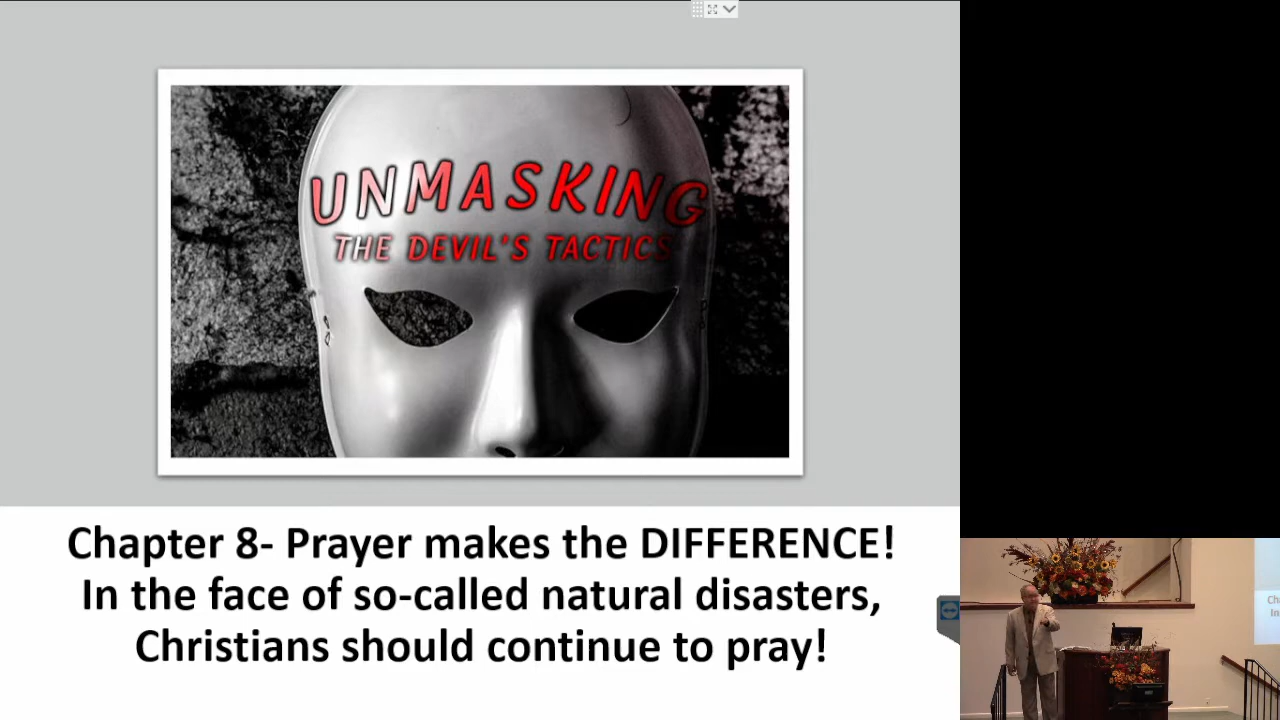 UNMASKING
THE DEVIL'S TACTICS
Chapter 8- Prayer makes the DIFFERENCE!
In the face of so-called natural disasters,
Christians should continue to pray!